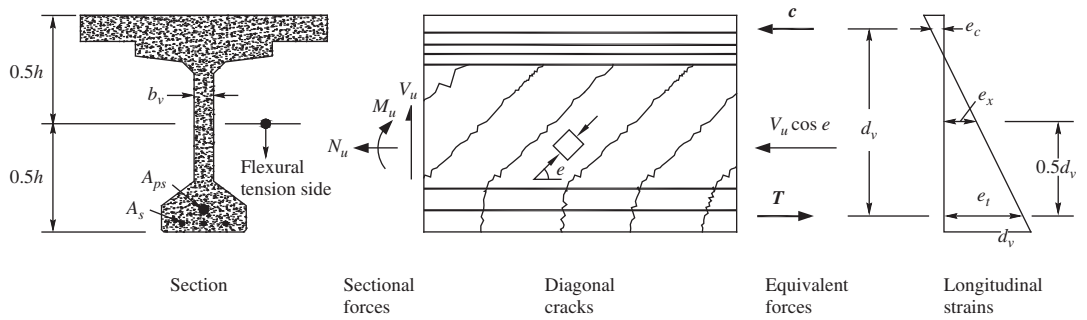 0.5h
0.5h
b_v
A_ps
A_s
Flexural
tension side
Section
V_u
M_u
N_u
Sectional
forces
e
Diagonal
cracks
c
V_u cos e
T
d_v
Equivalent
forces
e_c
e_x
0.5d_v
e_t
d_v
Longitudinal
strains